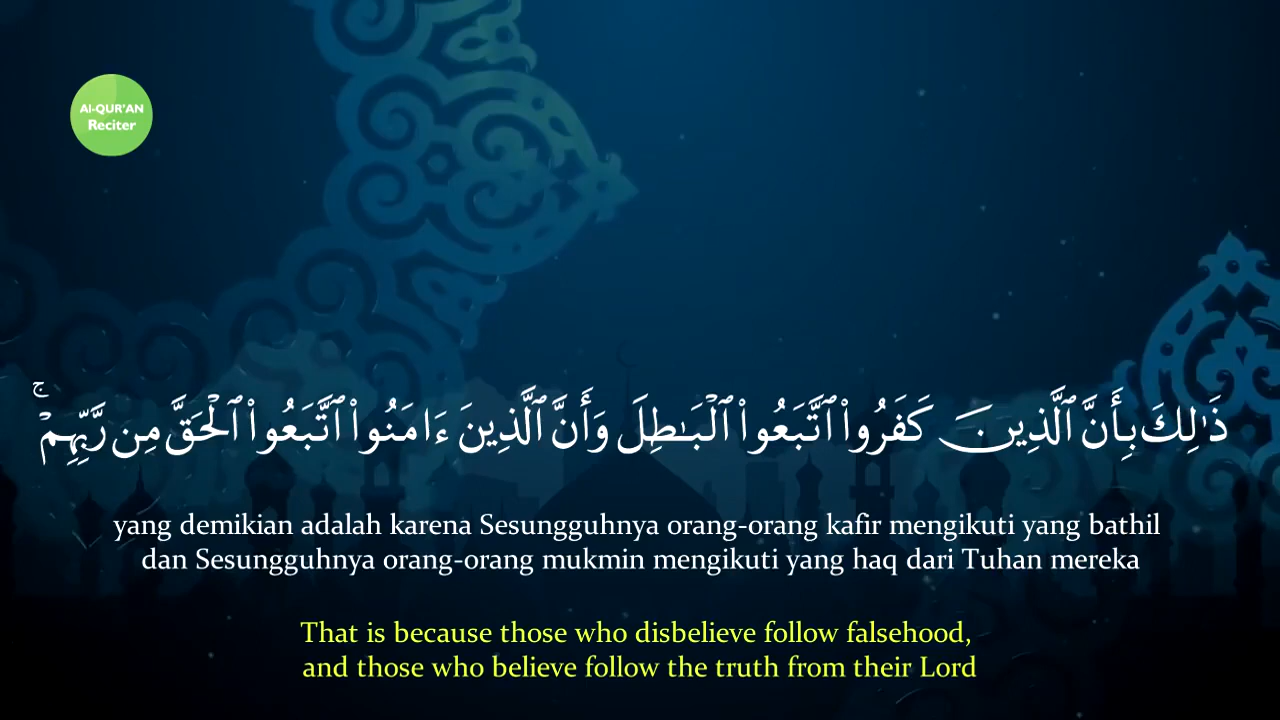 Al-QUR'AN
Reciter
ذَٰلِكَ بِأَنَّ ٱلَّذِينَ كَفَرُوا۟ ٱتَّبَعُوا۟ ٱلْبَـٰطِلَ وَأَنَّ ٱلَّذِينَ ءَامَنُوا۟ ٱتَّبَعُوا۟ ٱلْحَقَّ مِن رَّبِّهِمْ ۚ
yang demikian adalah karena Sesungguhnya orang-orang kafir mengikuti yang bathil
dan Sesungguhnya orang-orang mukmin mengikuti yang haq dari Tuhan mereka
That is because those who disbelieve follow falsehood,
and those who believe follow the truth from their Lord